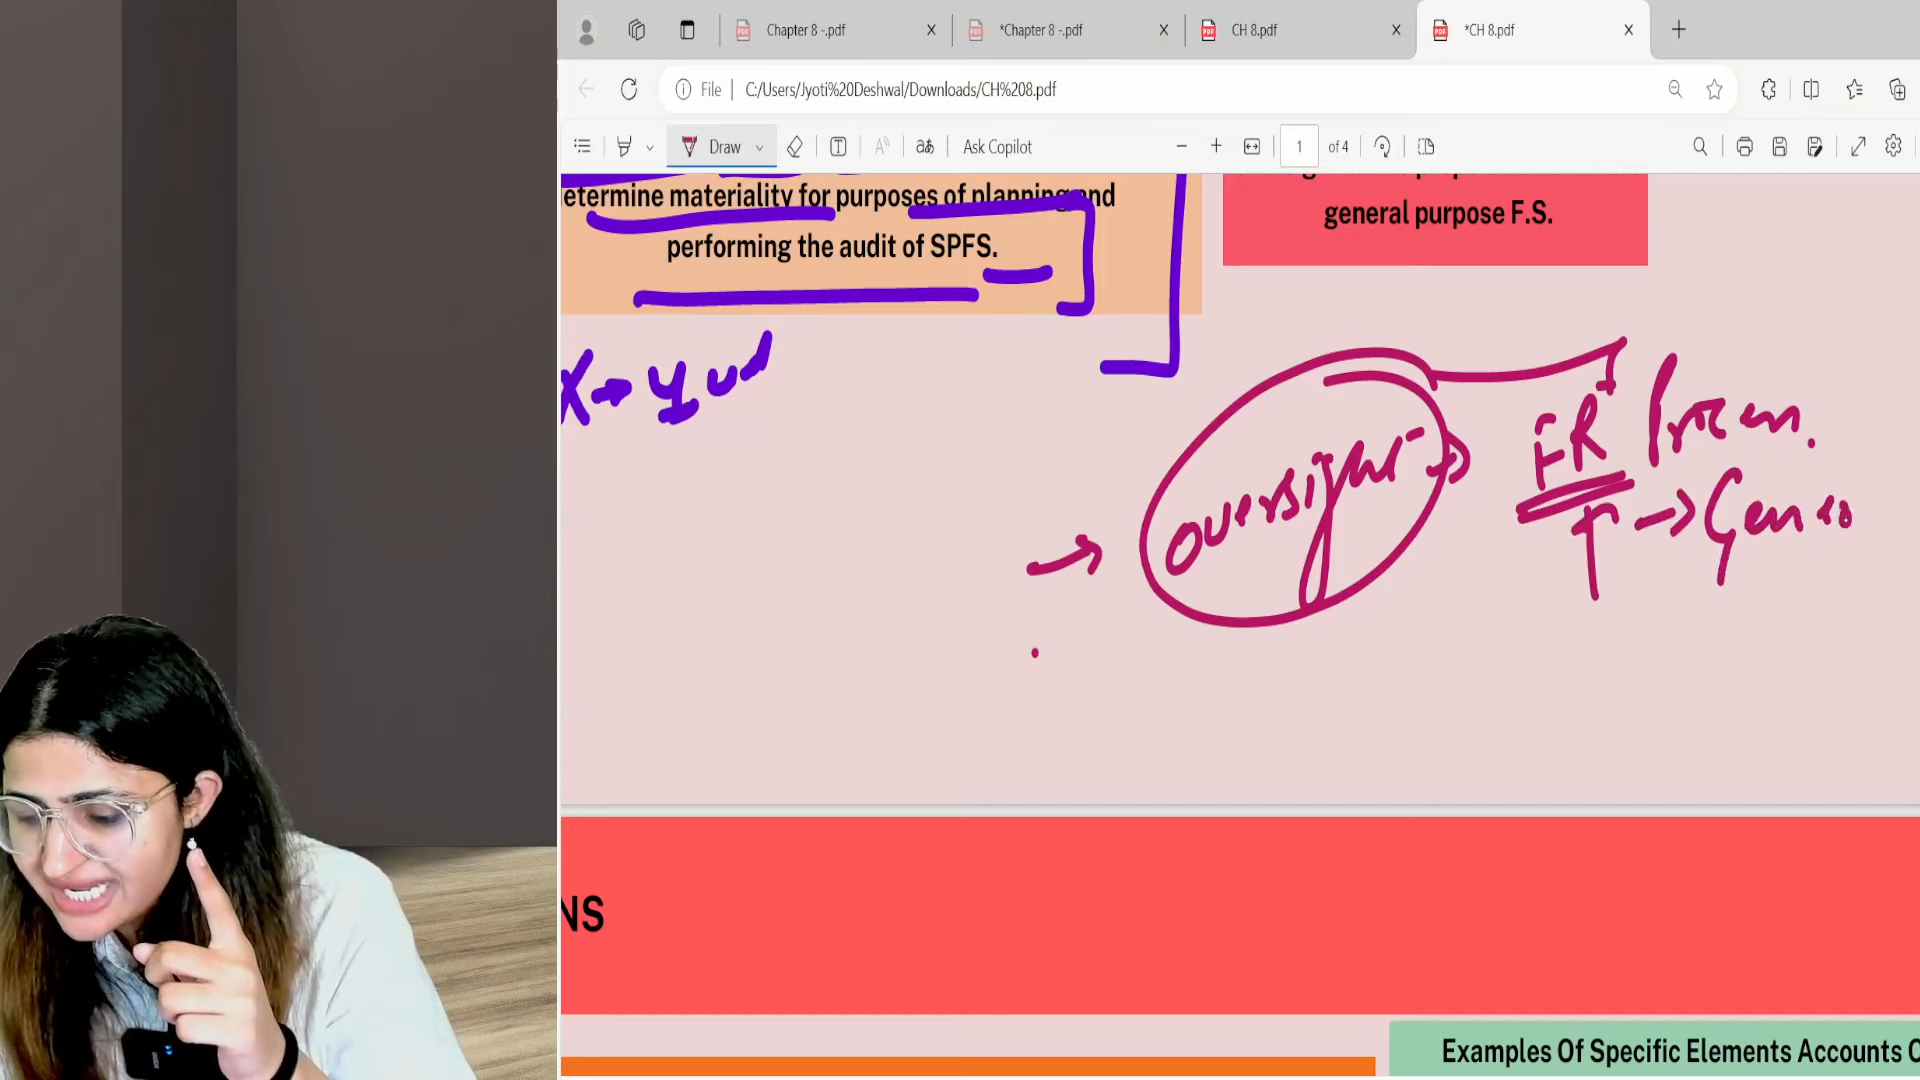 Chapter 8 -.pdf
*Chapter 8 -.pdf
CH 8.pdf
*CH 8.pdf
File
C:/Users/Jyoti%20Deshwal/Downloads/CH%208.pdf
Draw
Ask Copilot
1
of 4
etermine materiality for purposes of planning and
performing the audit of SPFS.
general purpose F.S.
oversight
FR
NS
Examples Of Specific Elements Accounts O